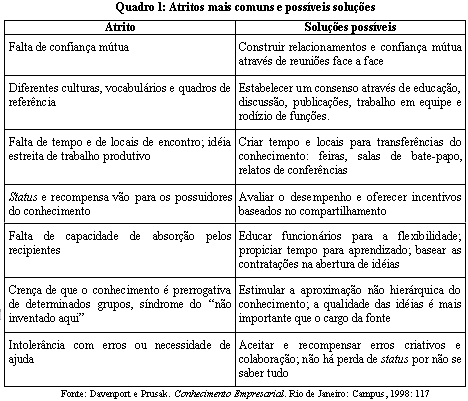 Quadro 1: Atritos mais comuns e possíveis soluções
Atrito
Soluções possíveis
Falta de confiança mútua
Construir relacionamentos e confiança mútua
através de reuniões face a face
Diferentes culturas, vocabulários e quadros de
referência
Estabelecer um consenso através de educação,
discussão, publicações, trabalho em equipe e
rodízio de funções.
Falta de tempo e de locais de encontro; idéia
estreita de trabalho produtivo
Criar tempo e locais para transferências do
conhecimento: feiras, salas de bate-papo,
relatos de conferências
Status e recompensa vão para os possuidores
do conhecimento
Avaliar o desempenho e oferecer incentivos
baseados no compartilhamento
Falta de capacidade de absorção pelos
recipientes
Educar funcionários para a flexibilidade;
propiciar tempo para aprendizado; basear as
contratações na abertura de idéias
Crença de que o conhecimento é prerrogativa
de determinados grupos, síndrome do “não
inventado aqui”
Estimular a aproximação não hierárquica do
conhecimento; a qualidade das idéias é mais
importante que o cargo da fonte
Intolerância com erros ou necessidade de
ajuda
Aceitar e recompensar erros criativos e
colaboração; não há perda de status por não se
saber tudo
Fonte: Davenport e Prusak. Conhecimento Empresarial. Rio de Janeiro: Campus, 1998: 117